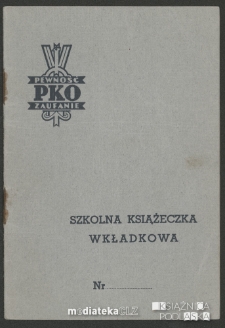 PEWNOŚĆ
PKO
ZAUFANIE
SZKOLNA KSIĄŻECZKA
WKŁADKOWA
Nr
mediateka
KSIĄŻNICA
PODLASKA